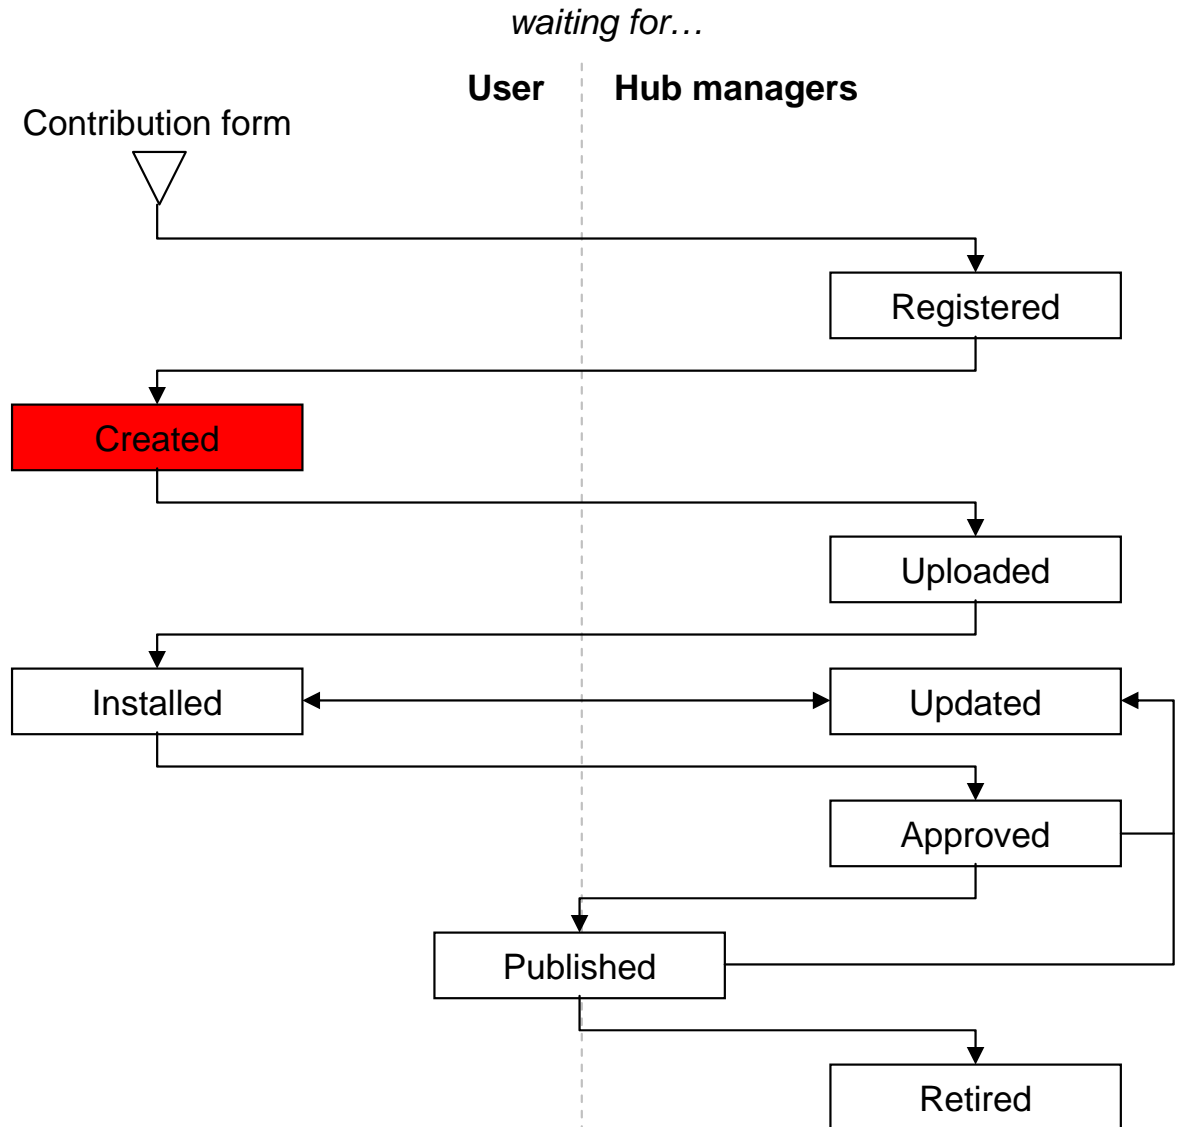 waiting for…
User
Hub managers
Contribution form
Registered
Created
Uploaded
Installed
Updated
Approved
Published
Retired